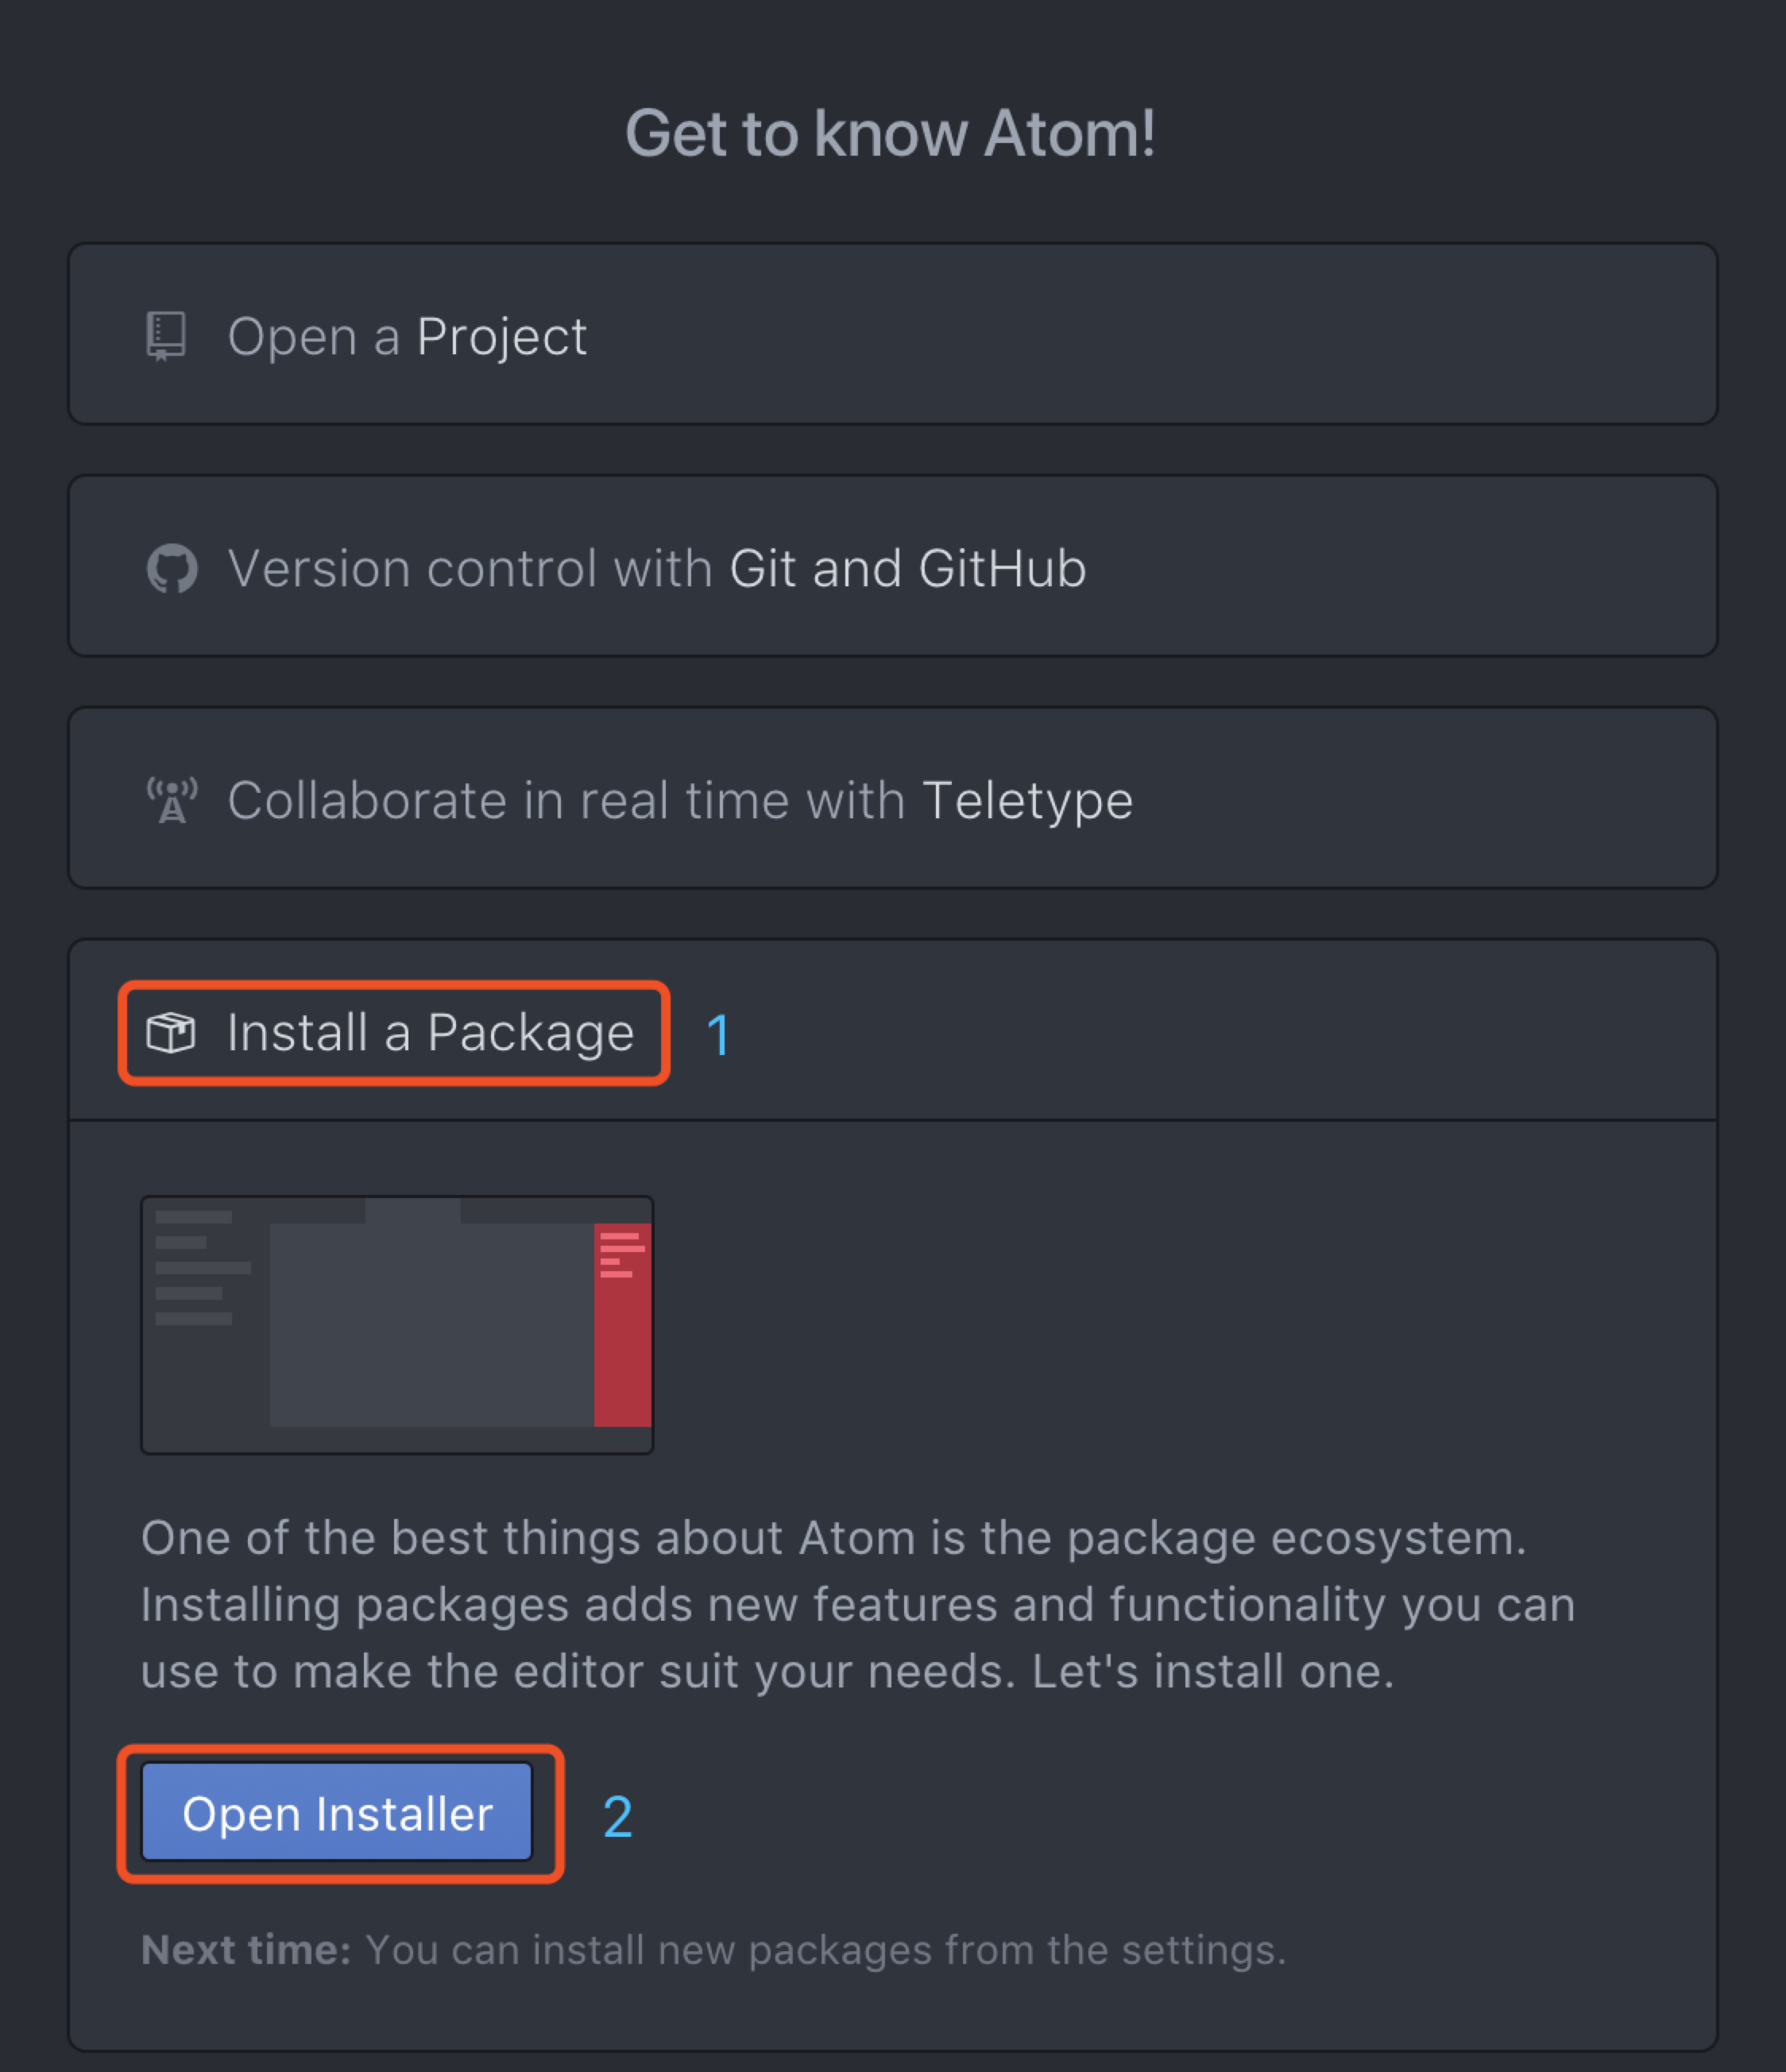 Get to know Atom!
Open a Project
Version control with Git and GitHub
Collaborate in real time with Teletype
Install a Package 1
One of the best things about Atom is the package ecosystem.
Installing packages adds new features and functionality you can
use to make the editor suit your needs. Let's install one.
Open Installer 2
Next time: You can install new packages from the settings.